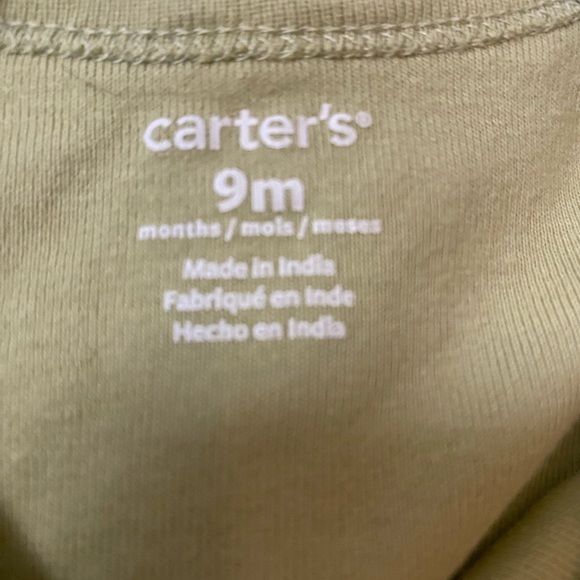 carter's®
9m
months / mois / meses
Made in India
Fabriqué en Inde
Hecho en India